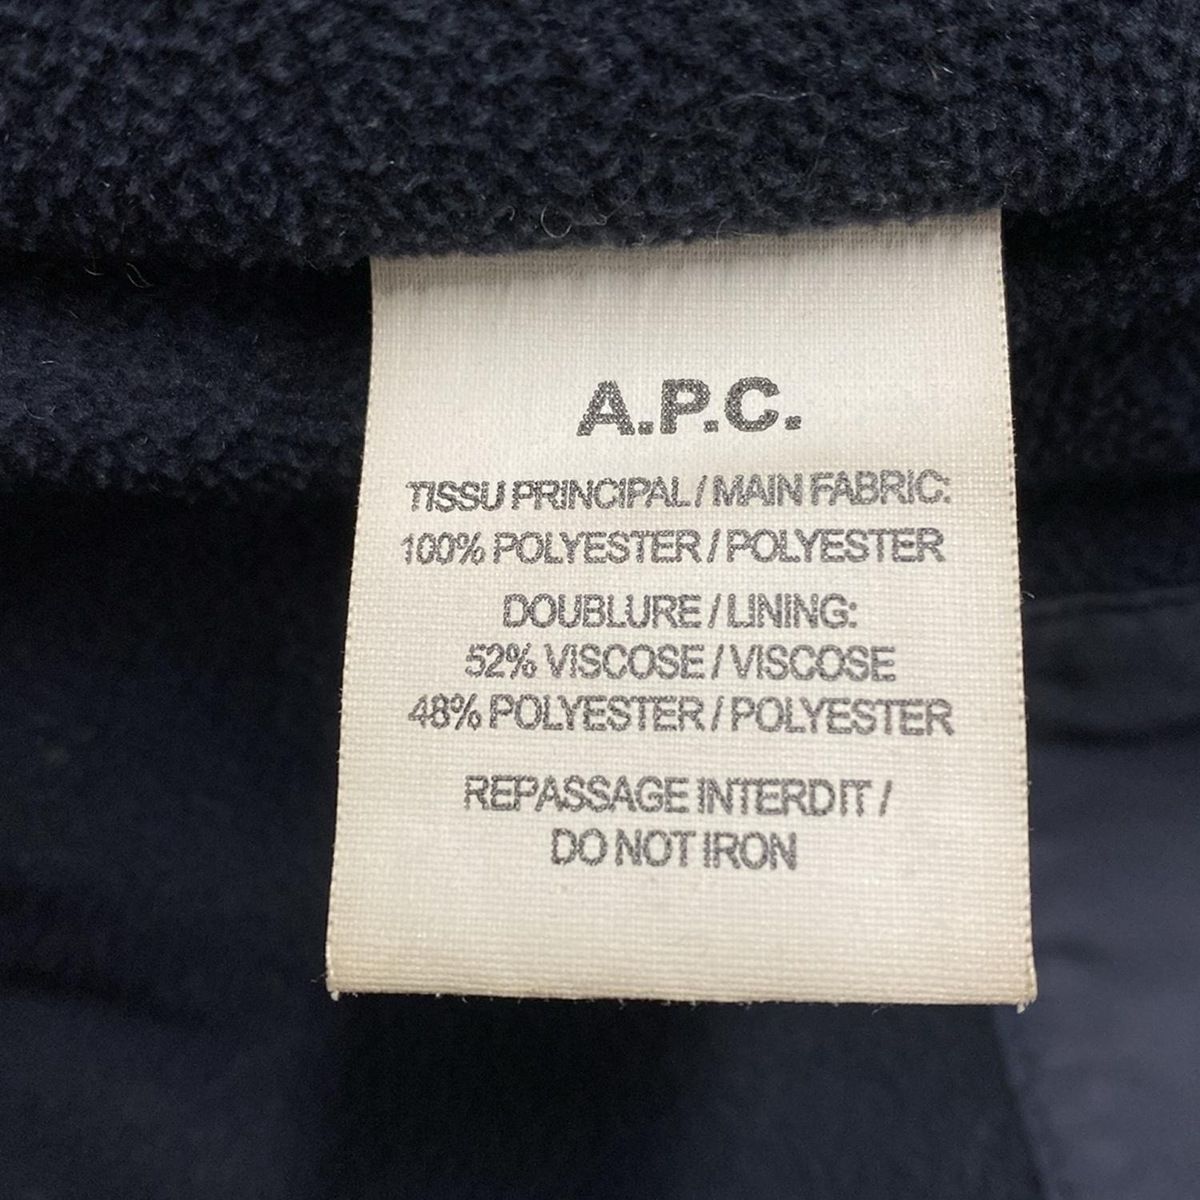 A.P.C.
TISSU PRINCIPAL / MAIN FABRIC:
100% POLYESTER / POLYESTER
DOUBLURE / LINING:
52% VISCOSE / VISCOSE
48% POLYESTER / POLYESTER
REPASSAGE INTERDIT /
DO NOT IRON